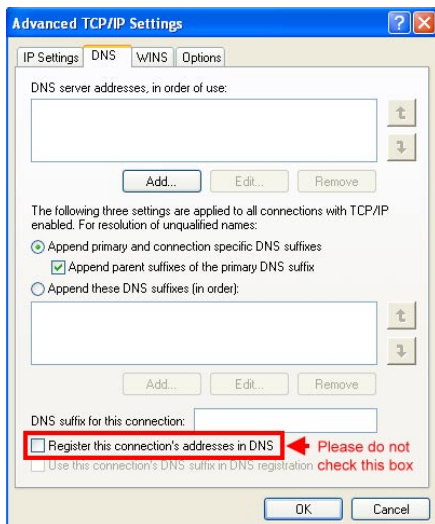 Advanced TCP/IP Settings
IP Settings DNS WINS Options
DNS server addresses, in order of use:
Add... Edit... Remove
The following three settings are applied to all connections with TCP/IP
enabled. For resolution of unqualified names:
Append primary and connection specific DNS suffixes
Append parent suffixes of the primary DNS suffix
Append these DNS suffixes (in order):
Add... Edit... Remove
DNS suffix for this connection:
Register this connection's addresses in DNS Please do not
Use this connection's DNS suffix in DNS registration check this box
OK Cancel